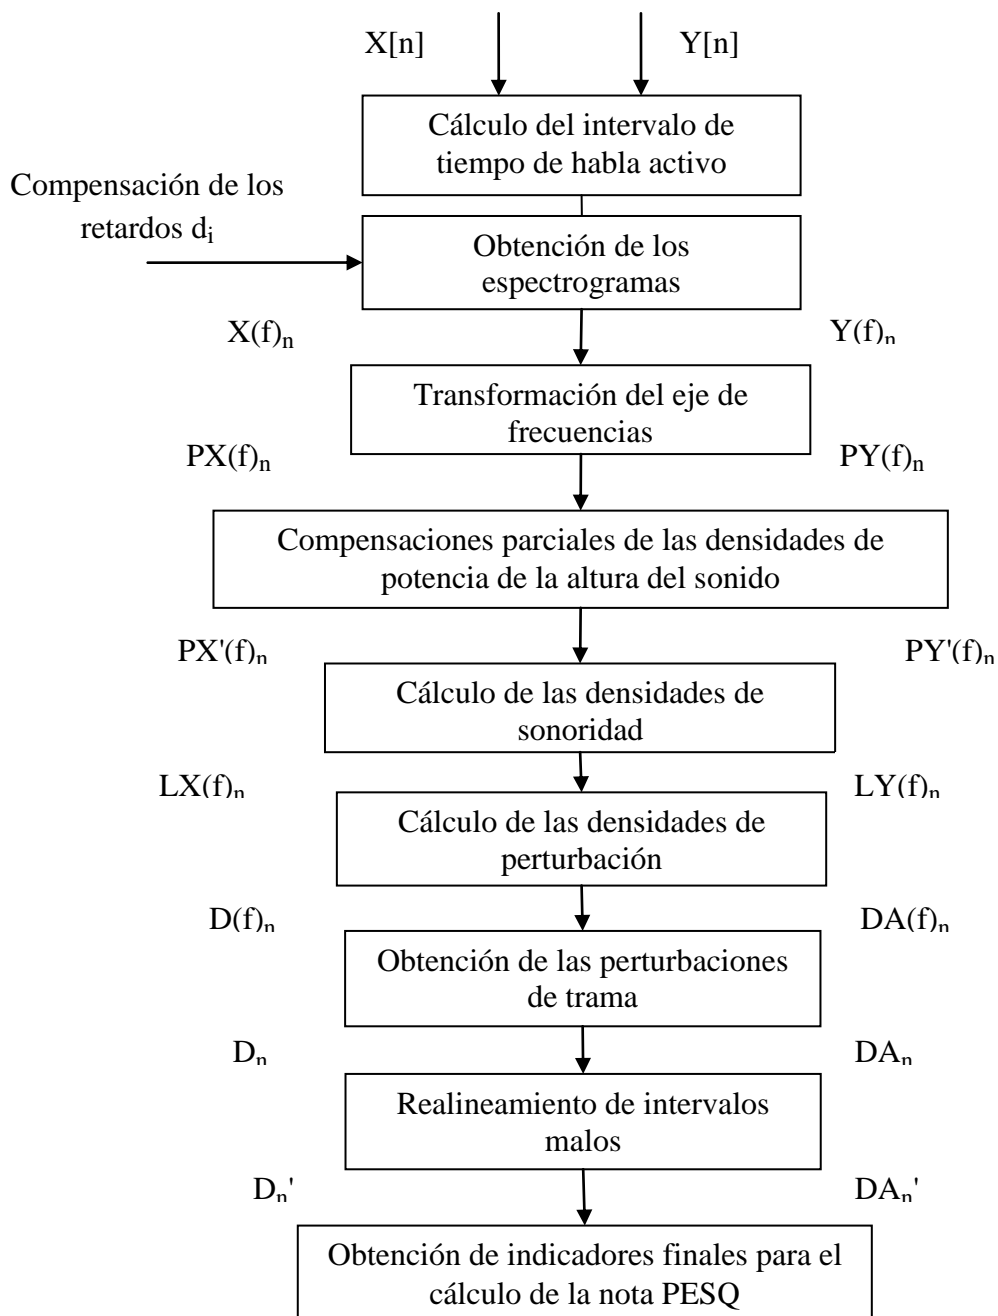 X[n]
Y[n]
Cálculo del intervalo de
tiempo de habla activo
Compensación de los
retardos di
Obtención de los
espectrogramas
X(f)n
Y(f)n
Transformación del eje de
frecuencias
PX(f)n
PY(f)n
Compensaciones parciales de las densidades de
potencia de la altura del sonido
PX'(f)n
PY'(f)n
Cálculo de las densidades de
sonoridad
LX(f)n
LY(f)n
Cálculo de las densidades de
perturbación
D(f)n
DA(f)n
Obtención de las perturbaciones
de trama
Dn
DAn
Realineamiento de intervalos
malos
Dn'
DAn'
Obtención de indicadores finales para el
cálculo de la nota PESQ